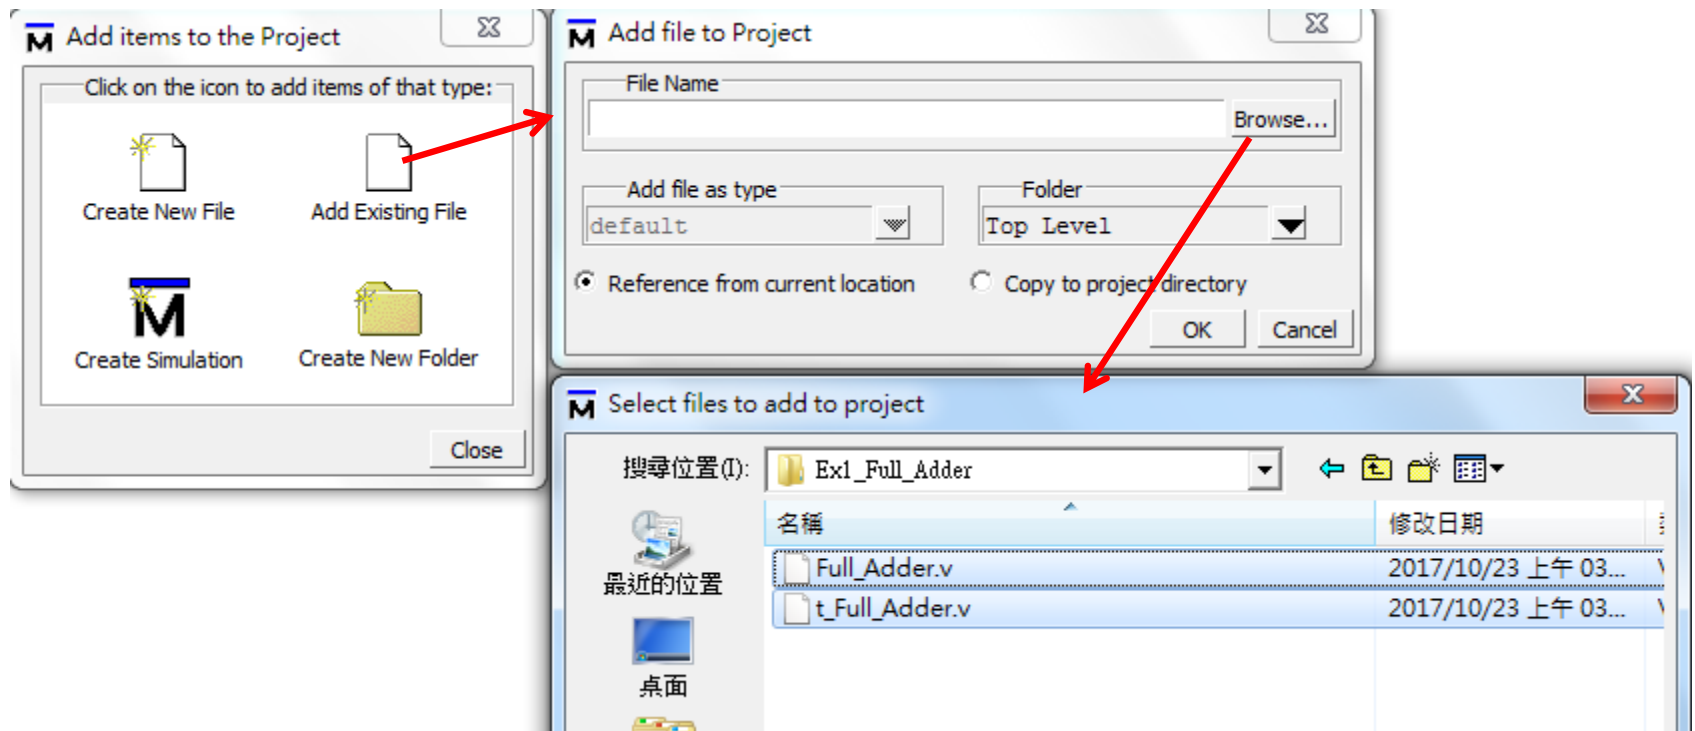 Add items to the Project
Click on the icon to add items of that type:
Create New File
Add Existing File
Create Simulation
Create New Folder
Close
Add file to Project
File Name
Browse...
Add file as type
default
Folder
Top Level
Reference from current location
Copy to project directory
OK
Cancel
Select files to add to project
搜尋位置(I):
Ex1_Full_Adder
名稱
修改日期
Full_Adder.v
2017/10/23 上午 03...
t_Full_Adder.v
2017/10/23 上午 03...
最近的位置
桌面